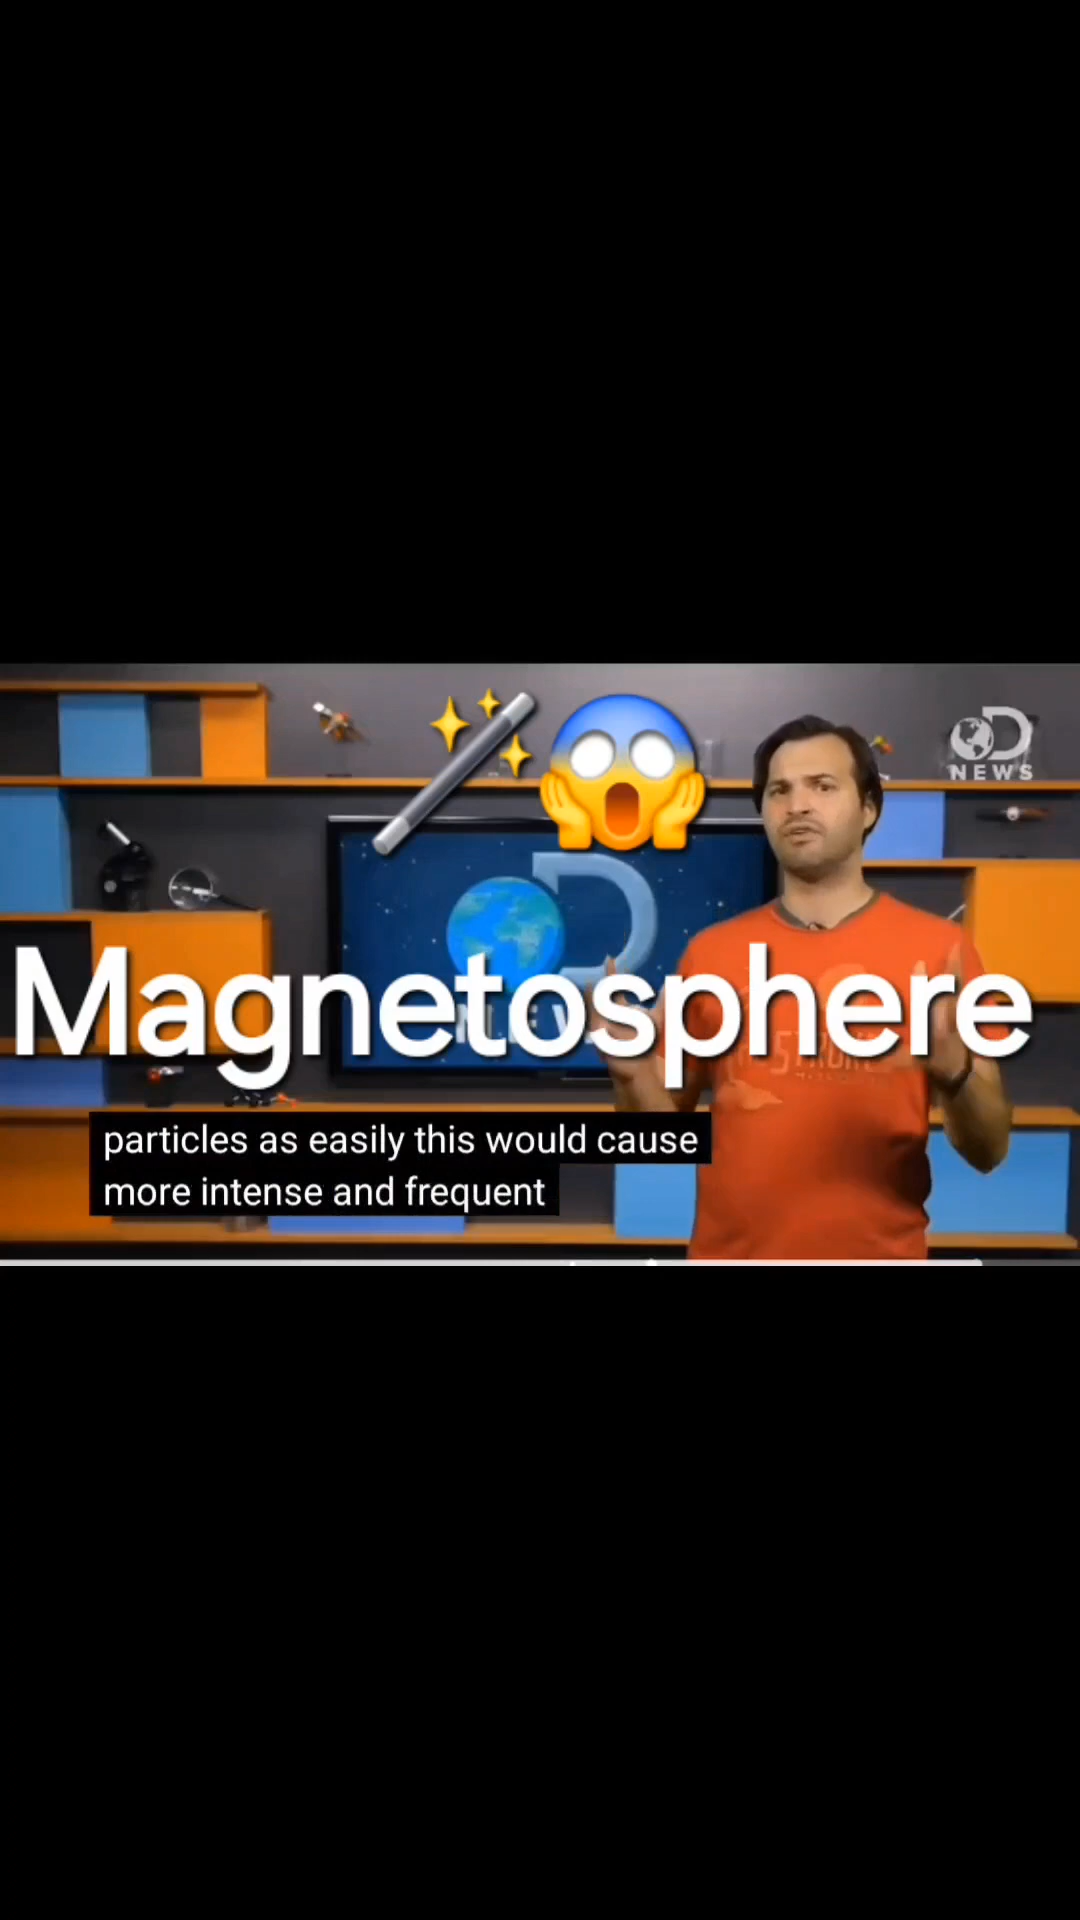 NEWS
Magnetosphere
particles as easily this would cause
more intense and frequent